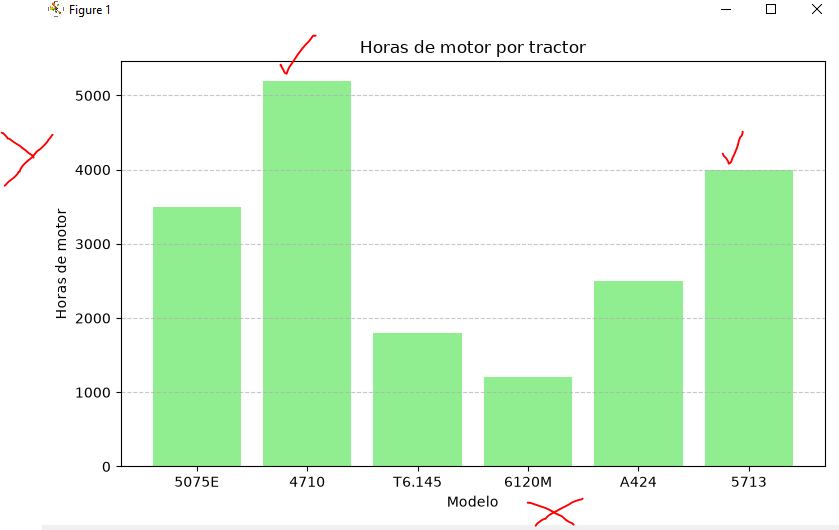 Figure 1
Horas de motor por tractor
Horas de motor
5000
4000
3000
2000
1000
0
5075E 4710 T6.145 6120M A424 5713
Modelo